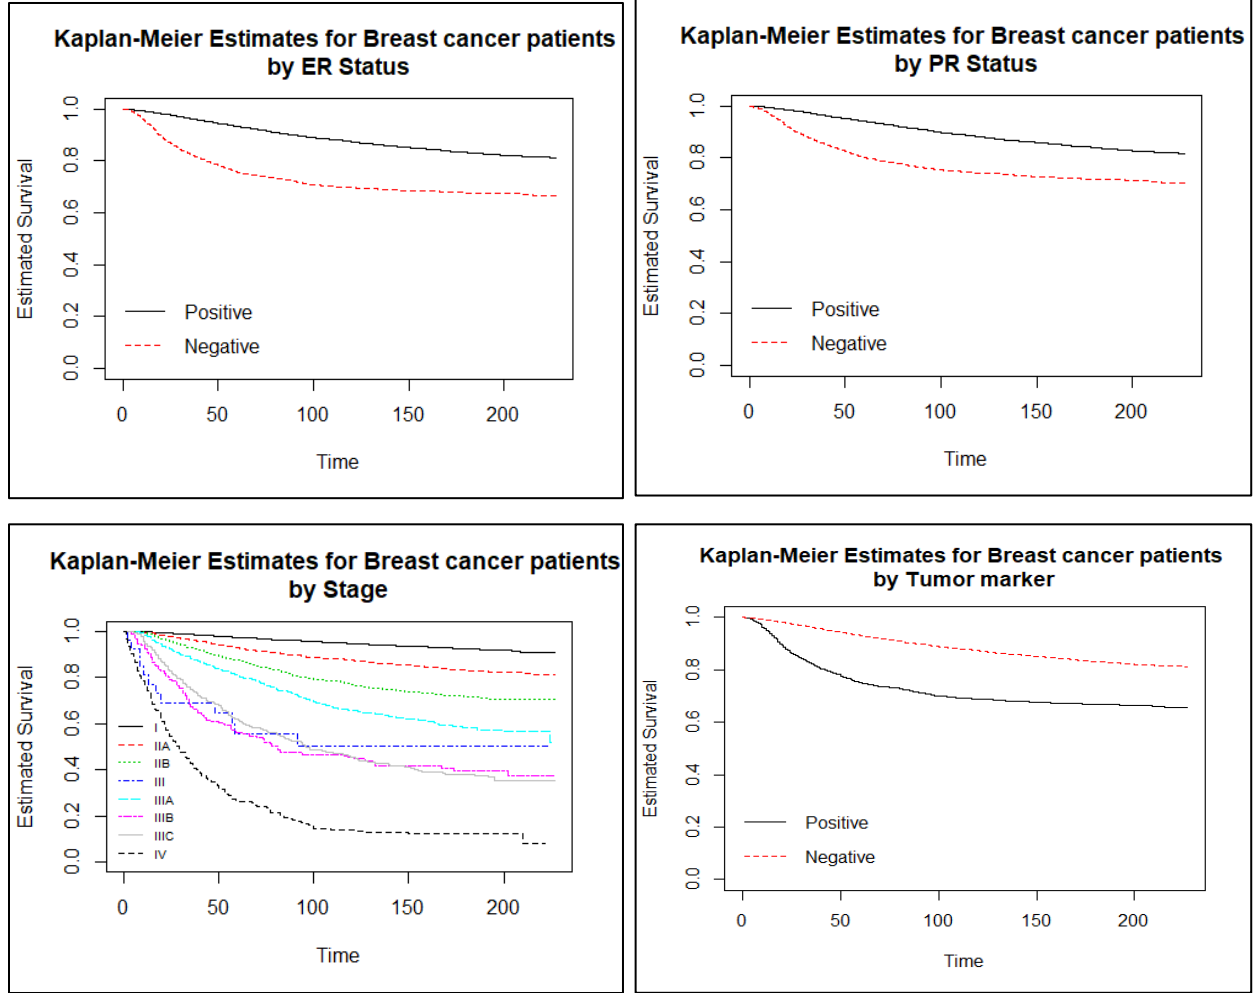 Kaplan-Meier Estimates for Breast cancer patients
by ER Status
Estimated Survival
1.0
0.8
0.6
0.4
0.2
0.0
Positive
Negative
0 50 100 150 200
Time
Kaplan-Meier Estimates for Breast cancer patients
by PR Status
Estimated Survival
1.0
0.8
0.6
0.4
0.2
0.0
Positive
Negative
0 50 100 150 200
Time
Kaplan-Meier Estimates for Breast cancer patients
by Stage
Estimated Survival
1.0
0.8
0.6
0.4
0.2
0.0
I
IIA
IIB
III
IIIA
IIIB
IIIC
IV
0 50 100 150 200
Time
Kaplan-Meier Estimates for Breast cancer patients
by Tumor marker
Estimated Survival
1.0
0.8
0.6
0.4
0.2
0.0
Positive
Negative
0 50 100 150 200
Time